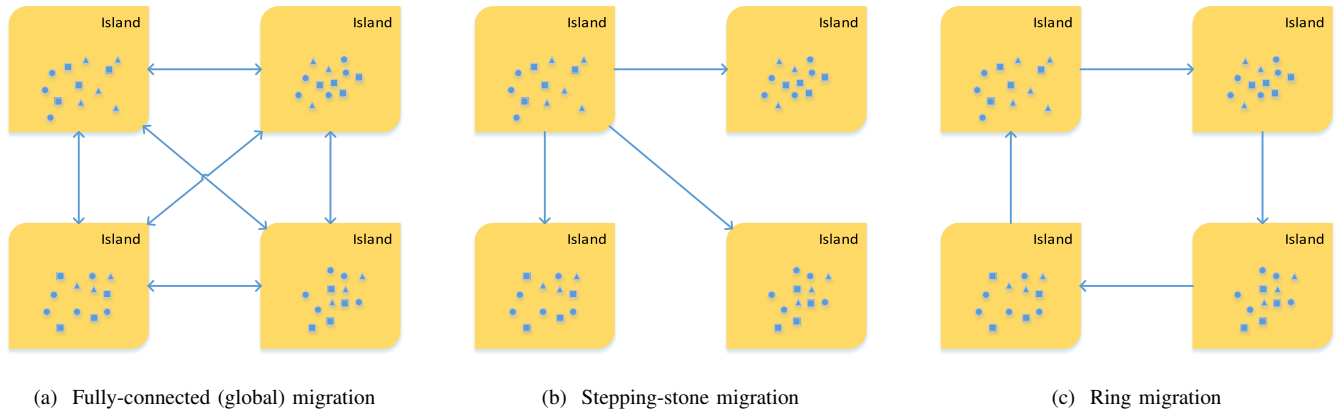 Island Island Island Island Island Island
Island Island Island Island Island Island
(a) Fully-connected (global) migration (b) Stepping-stone migration (c) Ring migration